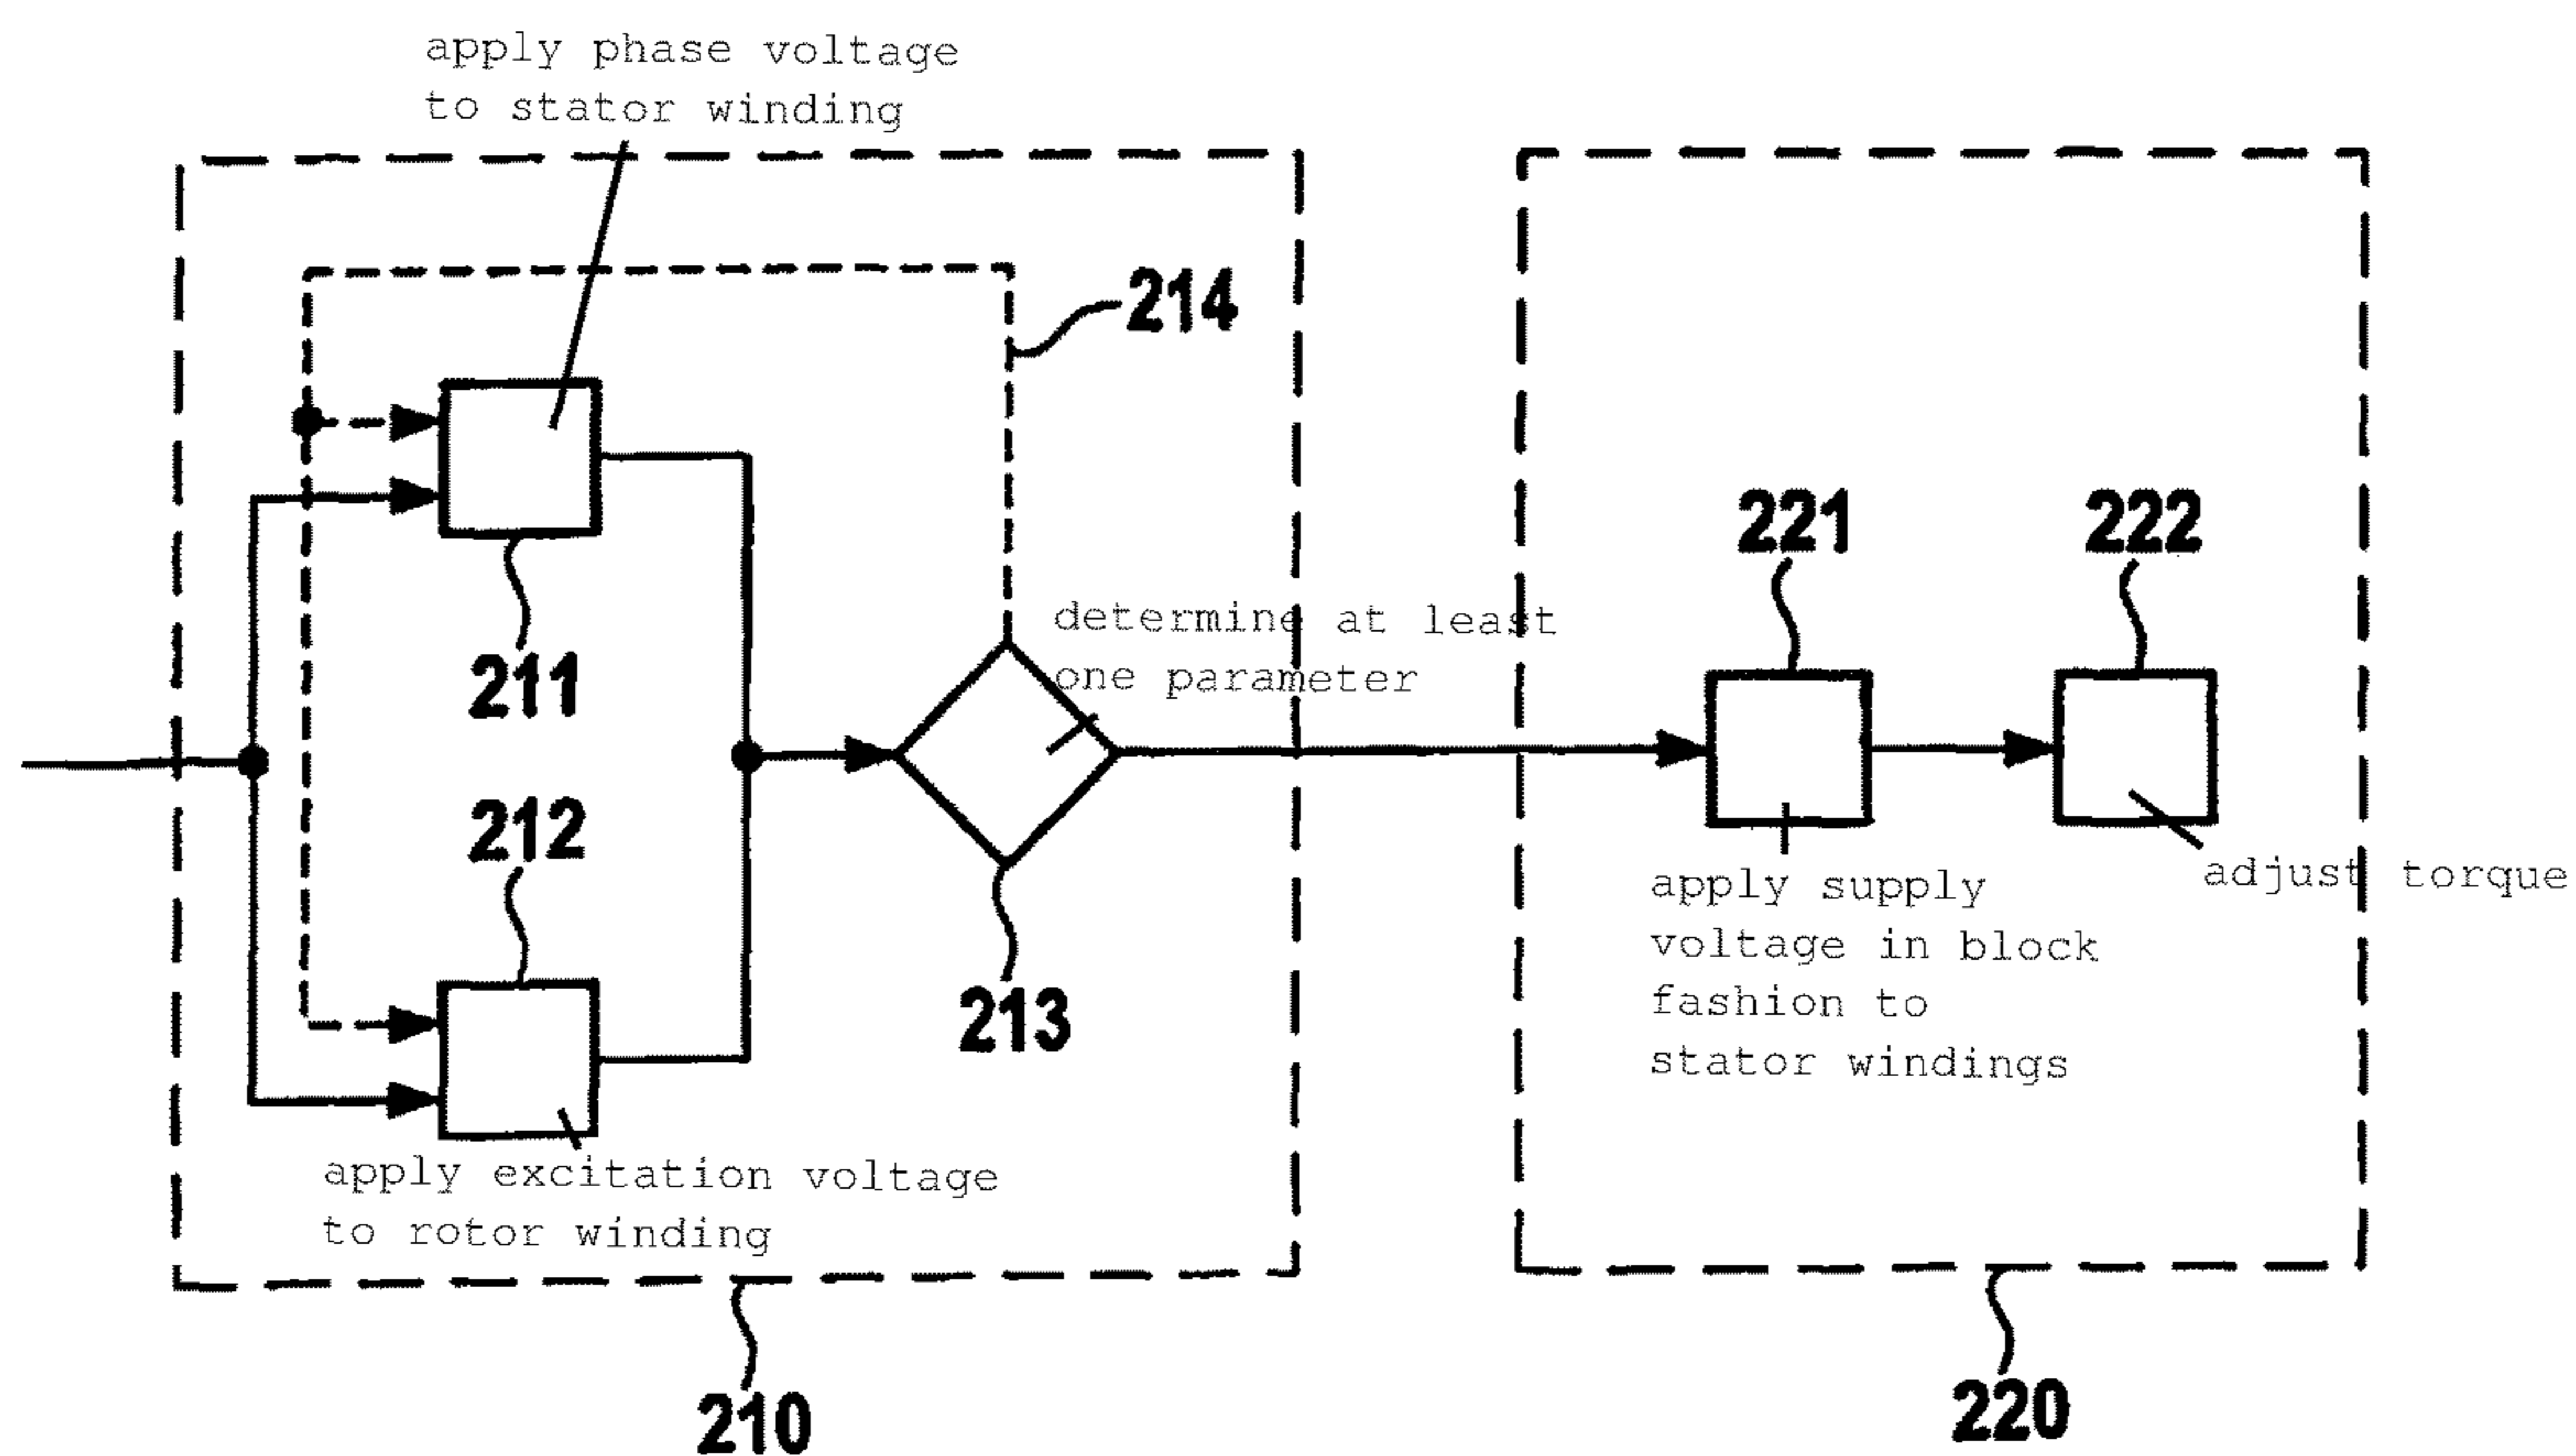 apply phase voltage
to stator winding
214
211
determine at least
one parameter
221
222
212
213
apply supply
voltage in block
fashion to
stator windings
adjust torque
apply excitation voltage
to rotor winding
210
220